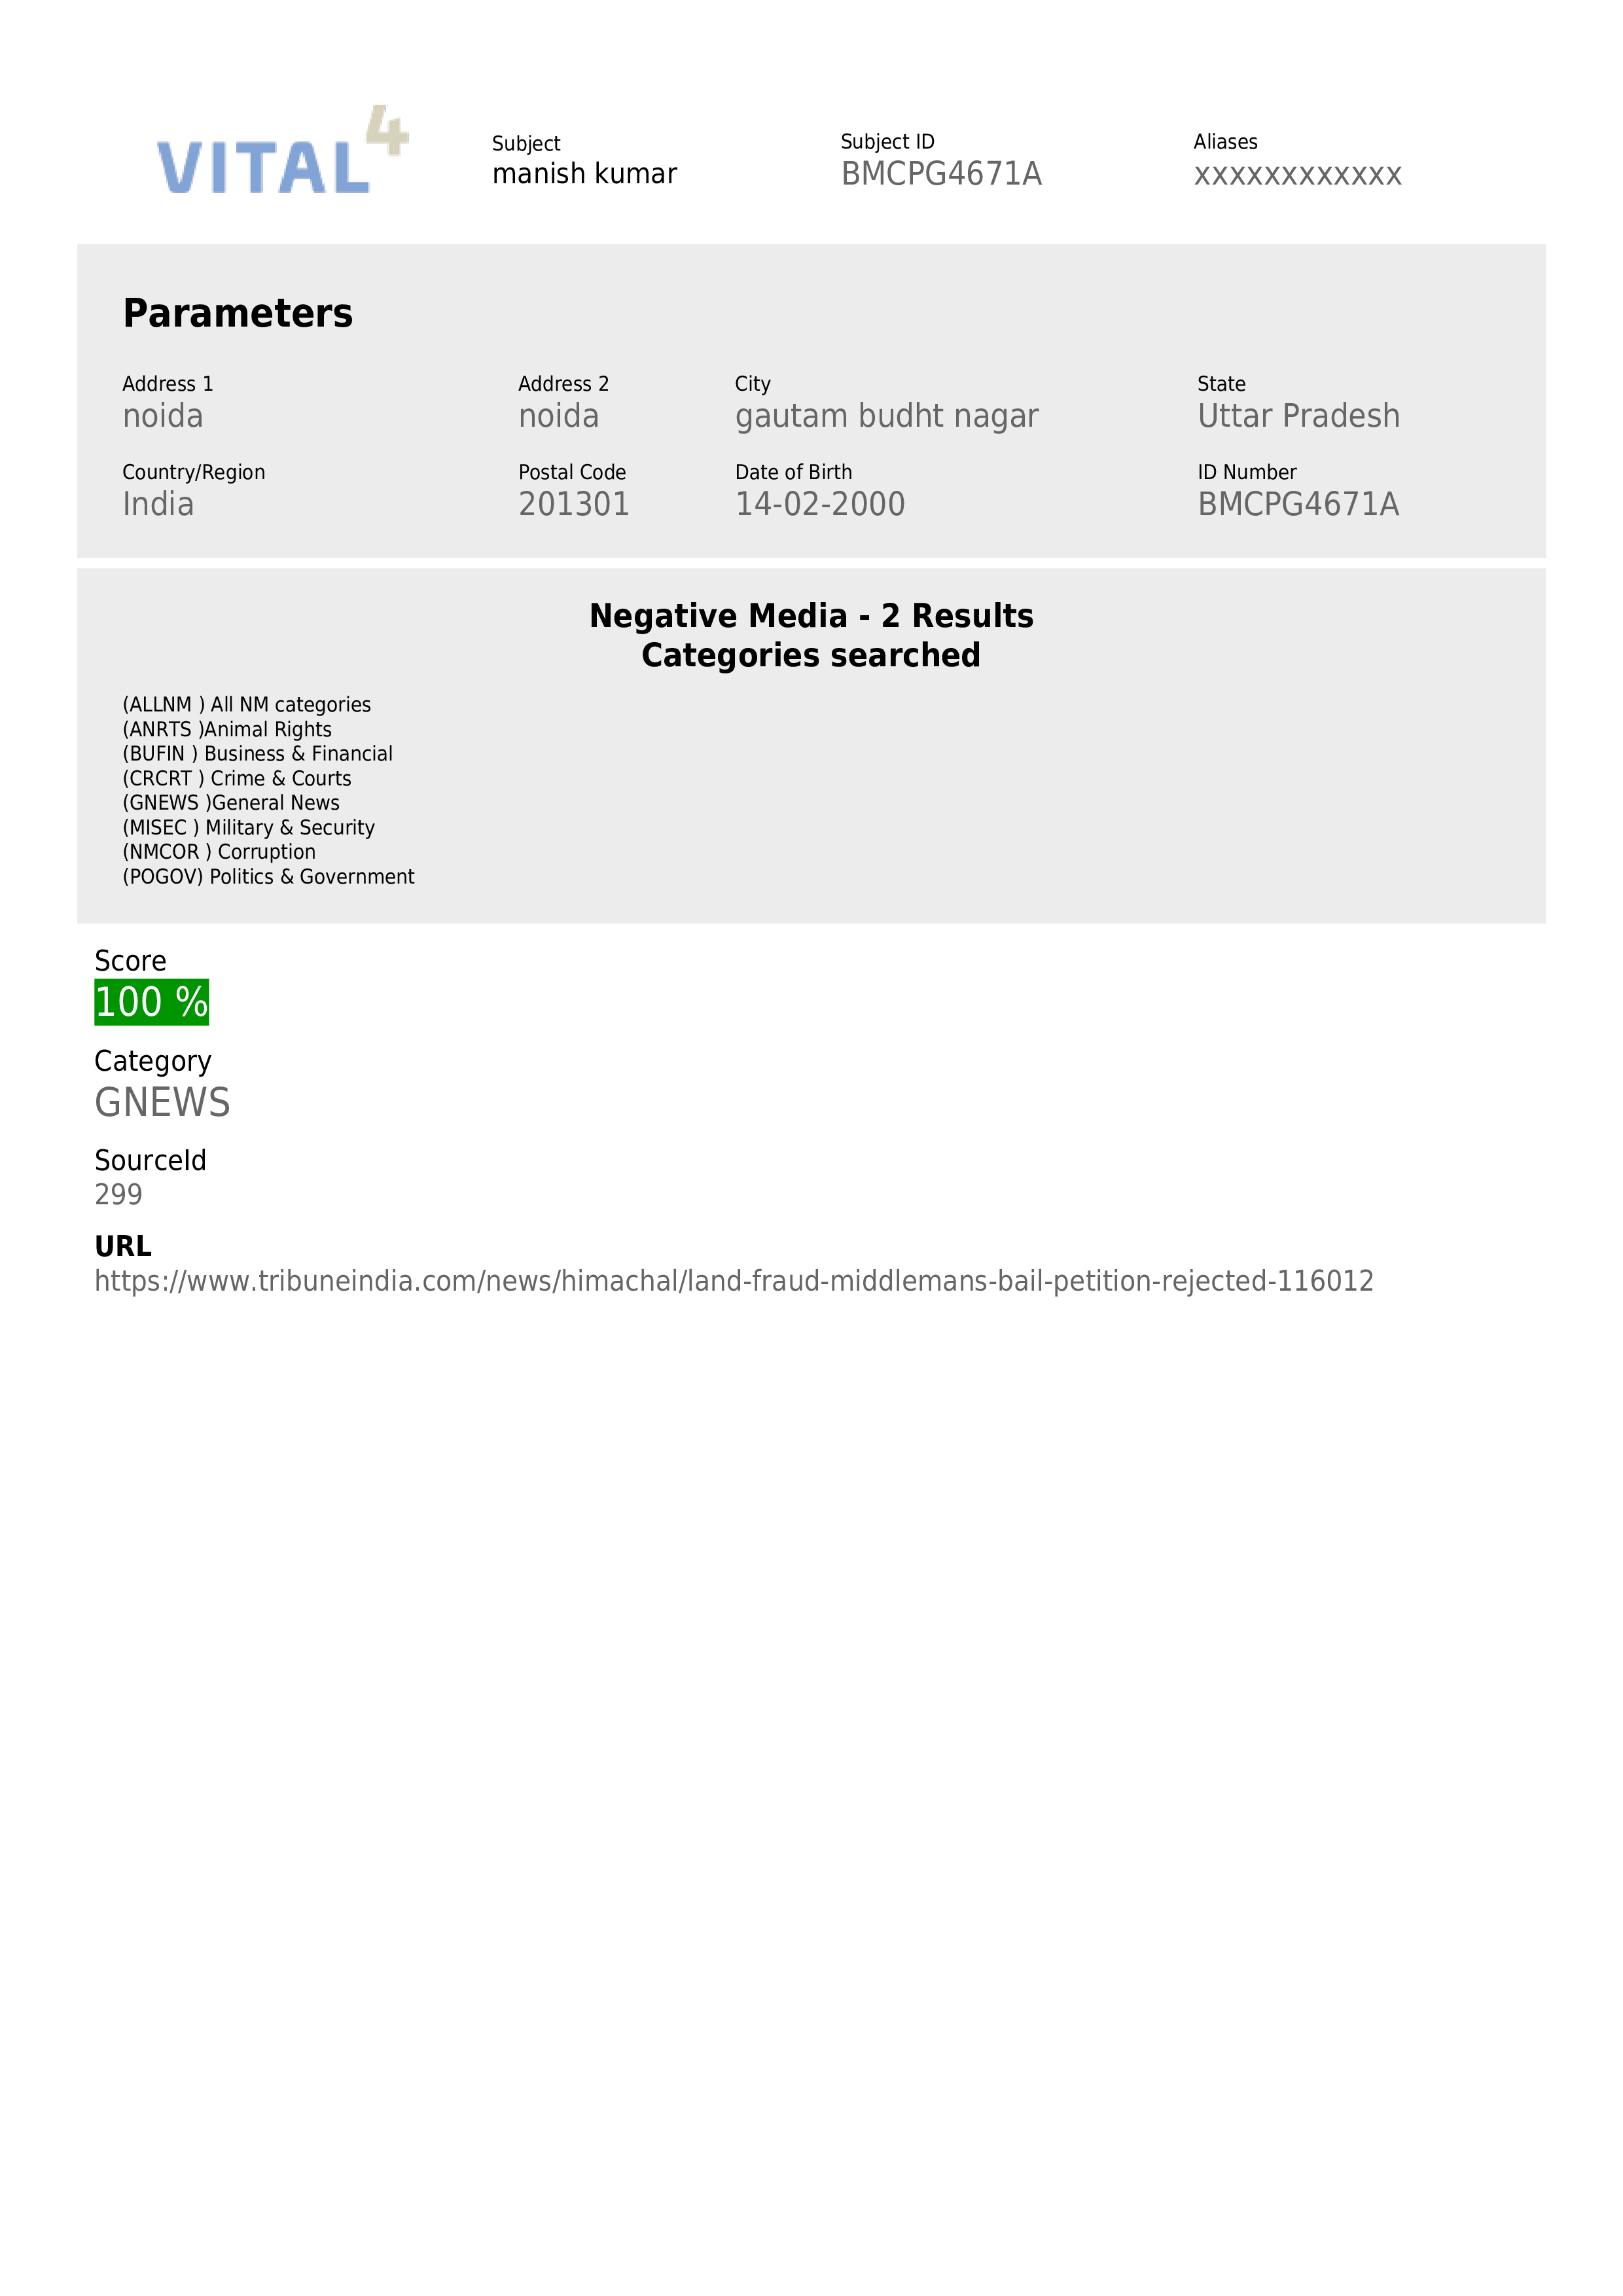 VITAL4
Subject
manish kumar
Subject ID
BMCPG4671A
Aliases
xxxxxxxxxxxx
Parameters
Address 1
noida
Address 2
noida
City
gautam budht nagar
State
Uttar Pradesh
Country/Region
India
Postal Code
201301
Date of Birth
14-02-2000
ID Number
BMCPG4671A
Negative Media - 2 Results
Categories searched
(ALLNM ) All NM categories
(ANRTS )Animal Rights
(BUFIN ) Business & Financial
(CRCRT ) Crime & Courts
(GNEWS )General News
(MISEC ) Military & Security
(NMCOR ) Corruption
(POGOV) Politics & Government
Score
100 %
Category
GNEWS
SourceId
299
URL
https://www.tribuneindia.com/news/himachal/land-fraud-middlemans-bail-petition-rejected-116012